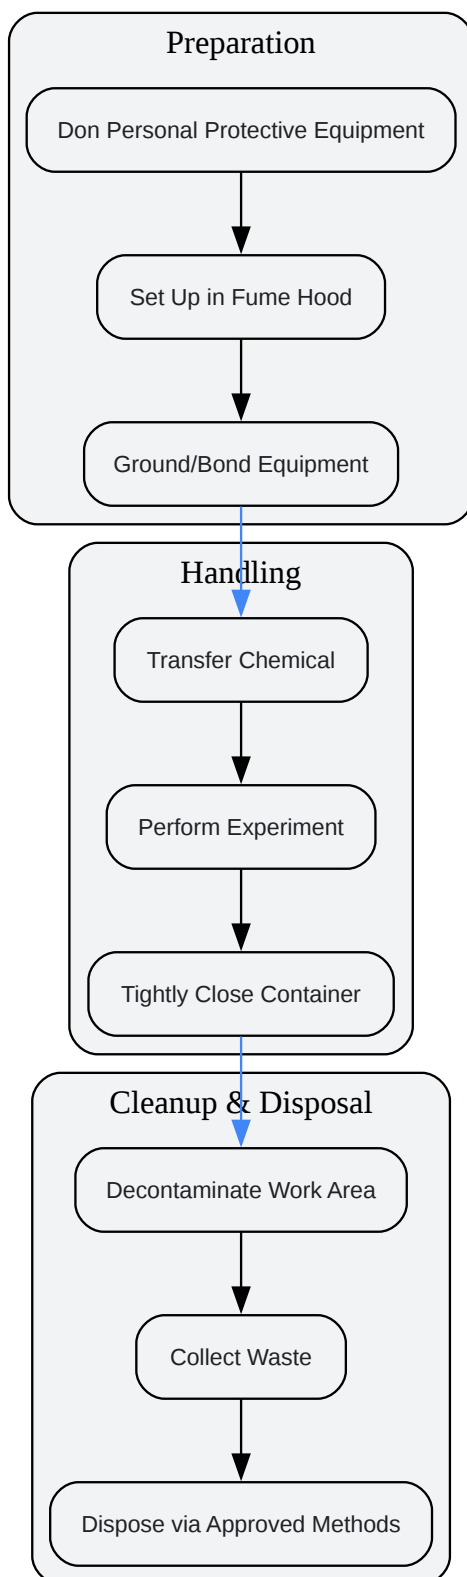 Preparation
Don Personal Protective Equipment
Set Up in Fume Hood
Ground/Bond Equipment
Handling
Transfer Chemical
Perform Experiment
Tightly Close Container
Cleanup & Disposal
Decontaminate Work Area
Collect Waste
Dispose via Approved Methods